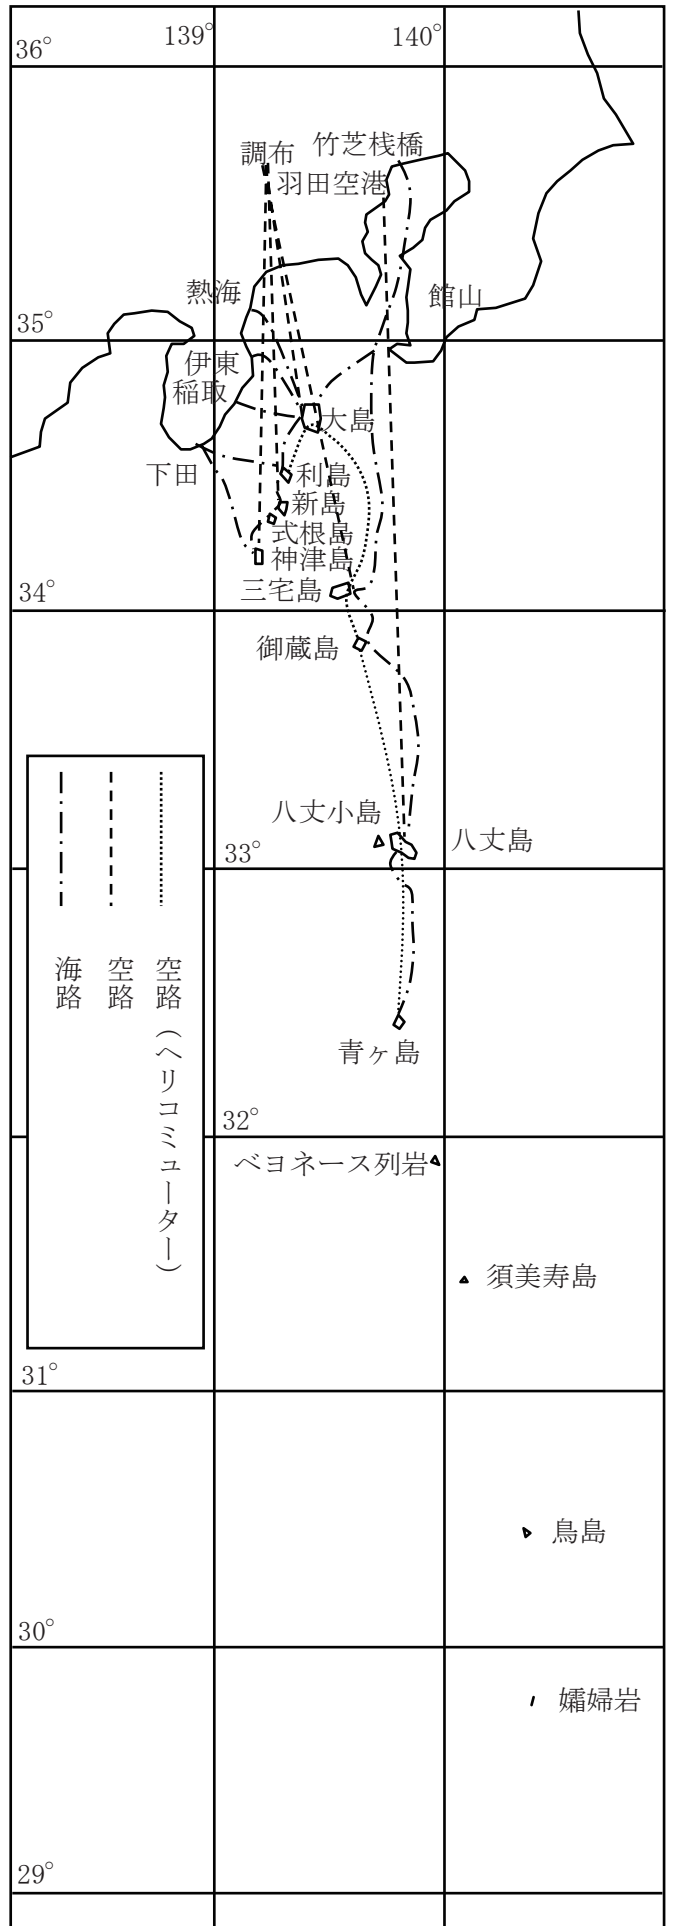 139°
140°
36°
竹芝桟橋
調布
羽田空港
熱海
館山
35°
伊東
稲取
大島
下田
利島
新島
式根島
神津島
三宅島
34°
御蔵島
八丈小島
八丈島
33°
海路
空路
空路(ヘリコミューター)
青ヶ島
32°
ベヨネース列岩
須美寿島
31°
鳥島
30°
孀婦岩
29°